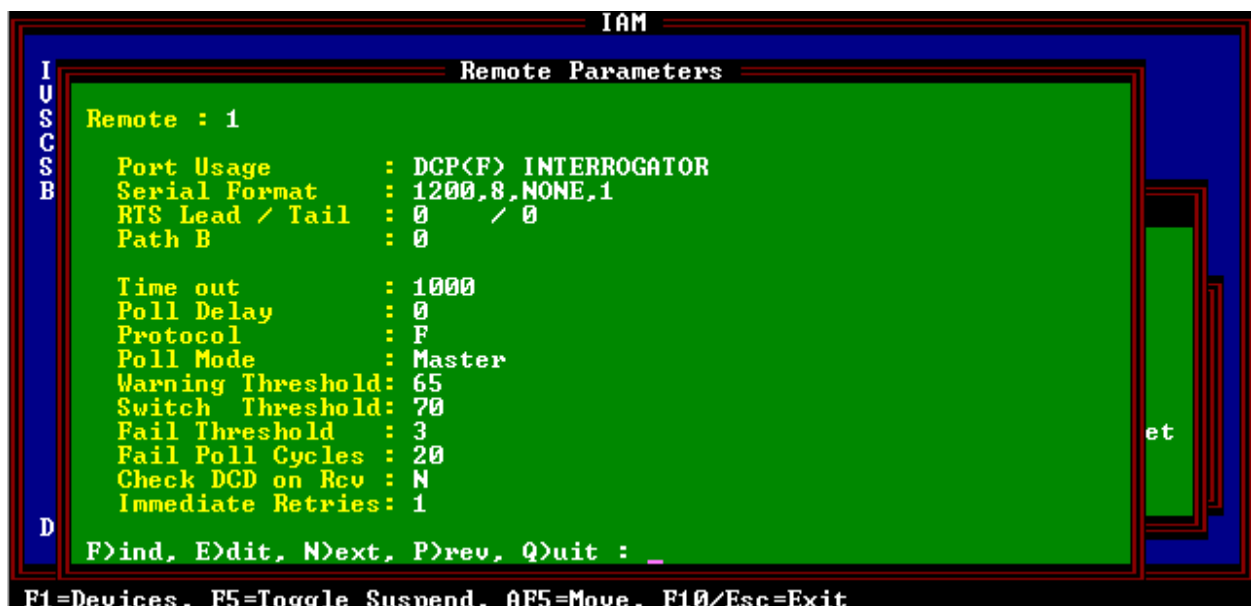 IAM
Remote Parameters
I
V
S
C
S
B
D
Remote : 1
Port Usage : DCP(F) INTERROGATOR
Serial Format : 1200,8,NONE,1
RTS Lead / Tail : 0 / 0
Path B : 0
Time out : 1000
Poll Delay : 0
Protocol : F
Poll Mode : Master
Warning Threshold: 65
Switch Threshold: 70
Fail Threshold : 3
et
Fail Poll Cycles : 20
Check DCD on Rcv : N
Immediate Retries: 1
F)ind, E)dit, N)ext, P)rev, Q)uit : _
F1=Devices, F5=Toggle Suspend, AF5=Move, F10/Esc=Exit